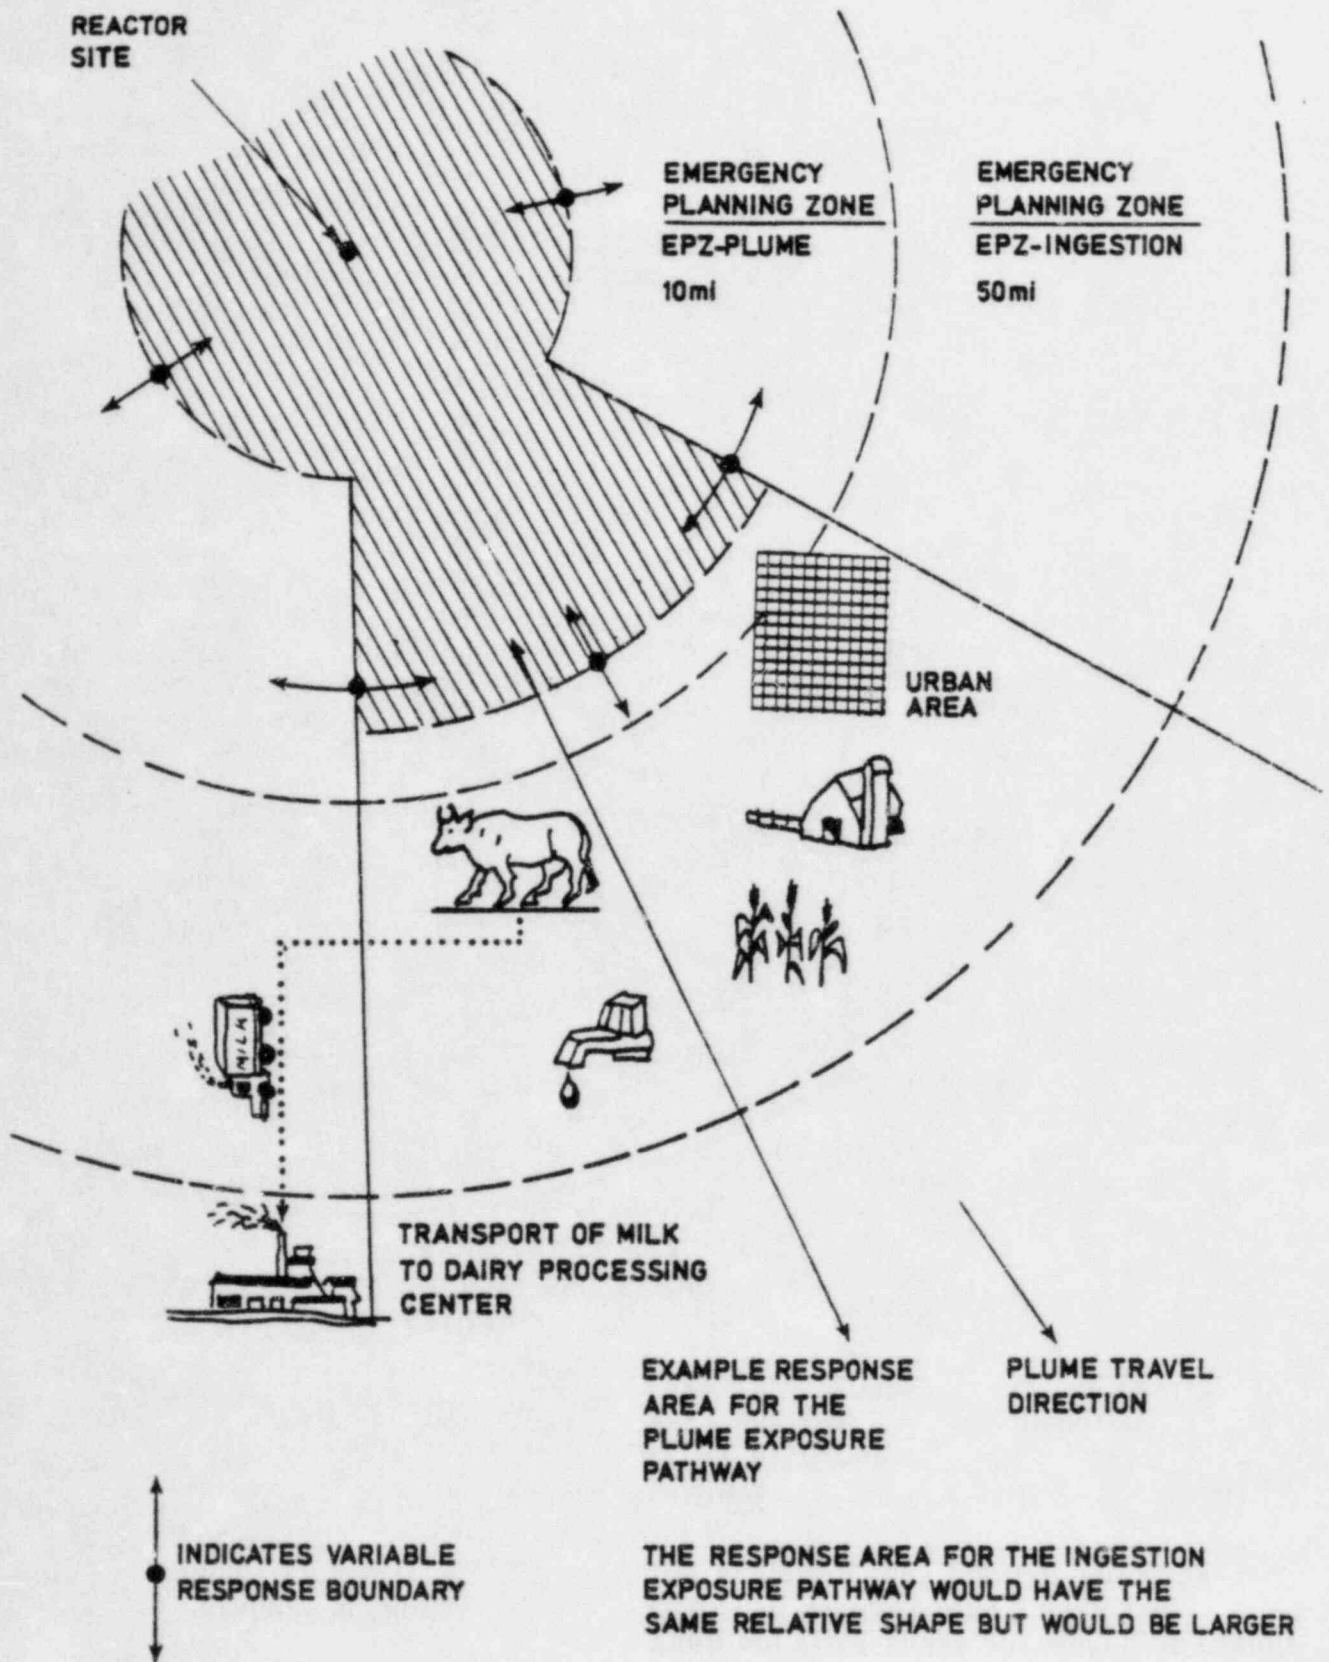 REACTOR
SITE
EMERGENCY
PLANNING ZONE
EPZ-PLUME
10mi
EMERGENCY
PLANNING ZONE
EPZ-INGESTION
50mi
URBAN
AREA
MILK
TRANSPORT OF MILK
TO DAIRY PROCESSING
CENTER
EXAMPLE RESPONSE
AREA FOR THE
PLUME EXPOSURE
PATHWAY
PLUME TRAVEL
DIRECTION
INDICATES VARIABLE
RESPONSE BOUNDARY
THE RESPONSE AREA FOR THE INGESTION
EXPOSURE PATHWAY WOULD HAVE THE
SAME RELATIVE SHAPE BUT WOULD BE LARGER